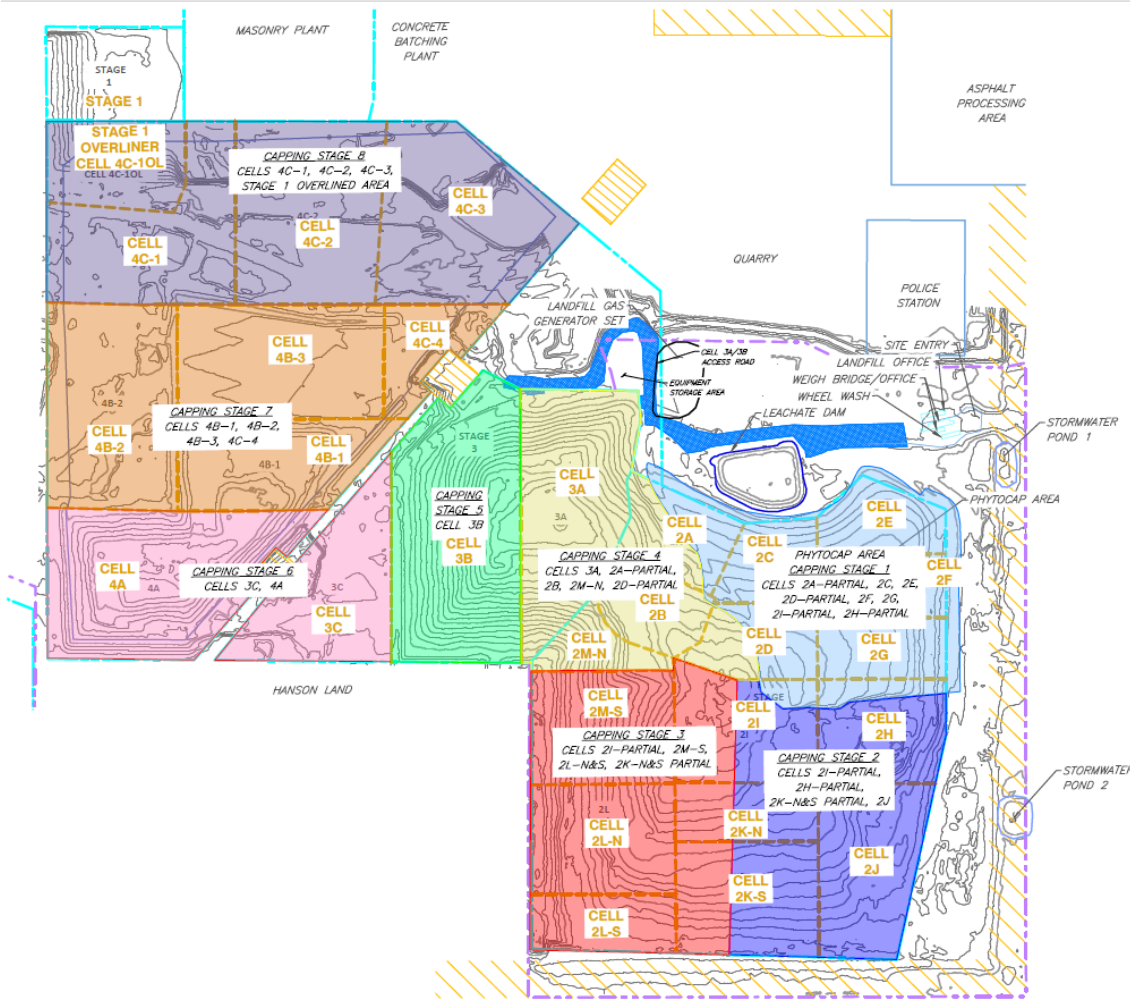 MASONRY PLANT
CONCRETE
BATCHING
PLANT
STAGE
1
STAGE 1
ASPHALT
PROCESSING
AREA
STAGE 1
OVERLINER
CELL 4C-1OL
CELL 4C-1OL
CAPPING STAGE 8
CELLS 4C-1, 4C-2, 4C-3,
STAGE 1 OVERLINED AREA
CELL
4C-3
4C-2
CELL
4C-2
CELL
4C-1
QUARRY
POLICE
STATION
LANDFILL GAS
GENERATOR SET
CELL
4C-4
CELL
4B-3
SITE ENTRY
LANDFILL OFFICE
WEIGH BRIDGE/OFFICE
WHEEL WASH
LEACHATE DAM
CELL 3A/3B
ACCESS ROAD
EQUIPMENT
STORAGE AREA
4B-2
CAPPING STAGE 7
CELLS 4B-1, 4B-2,
4B-3, 4C-4
CELL
4B-2
CELL
4B-1
4B-1
STAGE
3
STORMWATER
POND 1
CELL
3A
3A
CAPPING
STAGE 5
CELL 3B
CELL
3B
PHYTOCAP AREA
CELL
2E
CELL
2A
CELL
2C
CAPPING STAGE 4
CELLS 3A, 2A-PARTIAL,
2B, 2M-N, 2D-PARTIAL
PHYTOCAP AREA
CAPPING STAGE 1
CELLS 2A-PARTIAL, 2C, 2E,
2D-PARTIAL, 2F, 2G,
2I-PARTIAL, 2H-PARTIAL
CELL
2F
CELL
4A
4A
CAPPING STAGE 6
CELLS 3C, 4A
3C
CELL
3C
CELL
2B
CELL
2M-N
CELL
2D
CELL
2G
HANSON LAND
STAGE
CELL
2M-S
CELL
2I
2I
CELL
2H
CAPPING STAGE 3
CELLS 2I-PARTIAL, 2M-S,
2L-N&S, 2K-N&S PARTIAL
CAPPING STAGE 2
CELLS 2I-PARTIAL,
2H-PARTIAL,
2K-N&S PARTIAL, 2J
STORMWATER
POND 2
2L
CELL
2L-N
CELL
2K-N
CELL
2J
CELL
2K-S
CELL
2L-S